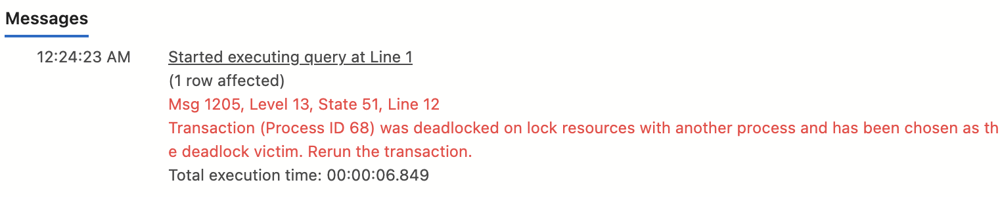 Messages
12:24:23 AM Started executing query at Line 1
(1 row affected)
Msg 1205, Level 13, State 51, Line 12
Transaction (Process ID 68) was deadlocked on lock resources with another process and has been chosen as th
e deadlock victim. Rerun the transaction.
Total execution time: 00:00:06.849